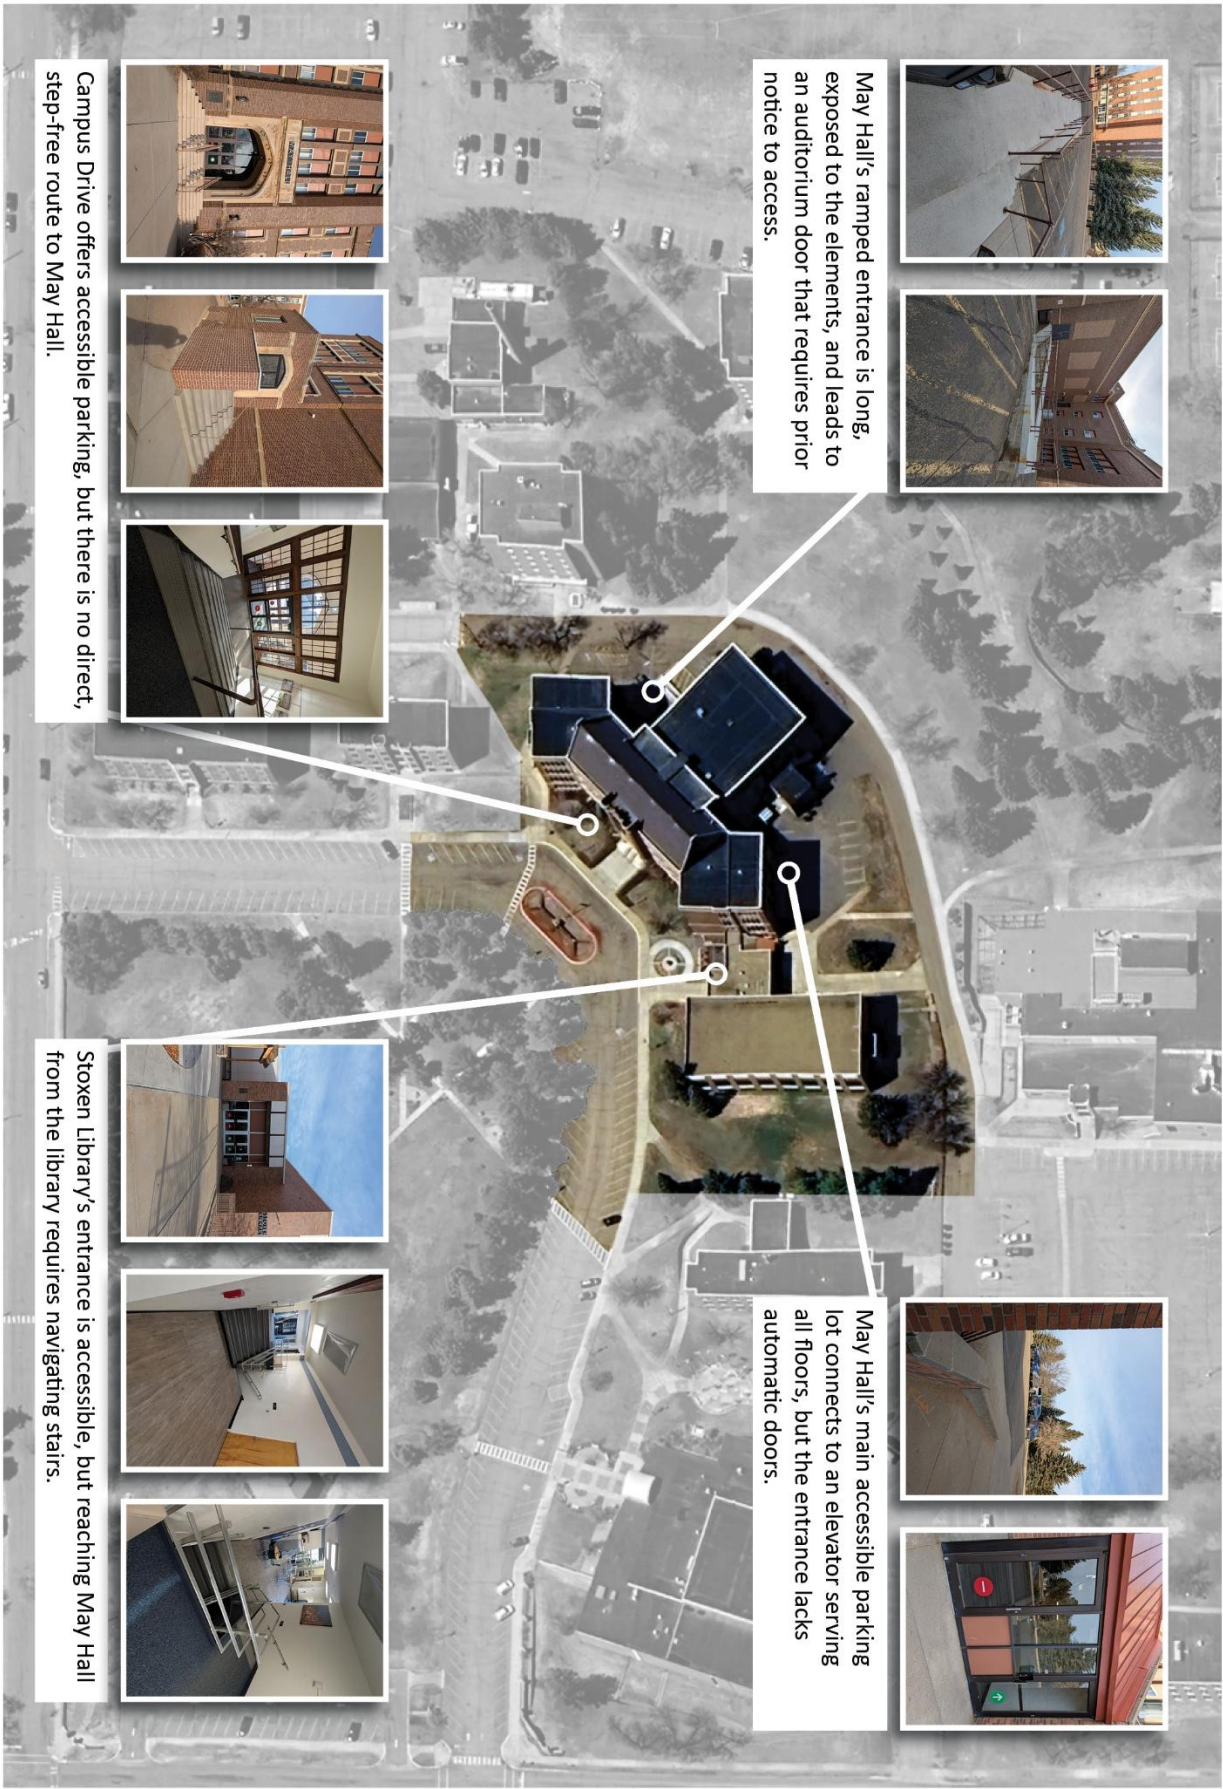 May Hall’s ramped entrance is long,
exposed to the elements, and leads to
an auditorium door that requires prior
notice to access.
May Hall’s main accessible parking
lot connects to an elevator serving
all floors, but the entrance lacks
automatic doors.
Campus Drive offers accessible parking, but there is no direct,
step-free route to May Hall.
Stoxen Library’s entrance is accessible, but reaching May Hall
from the library requires navigating stairs.